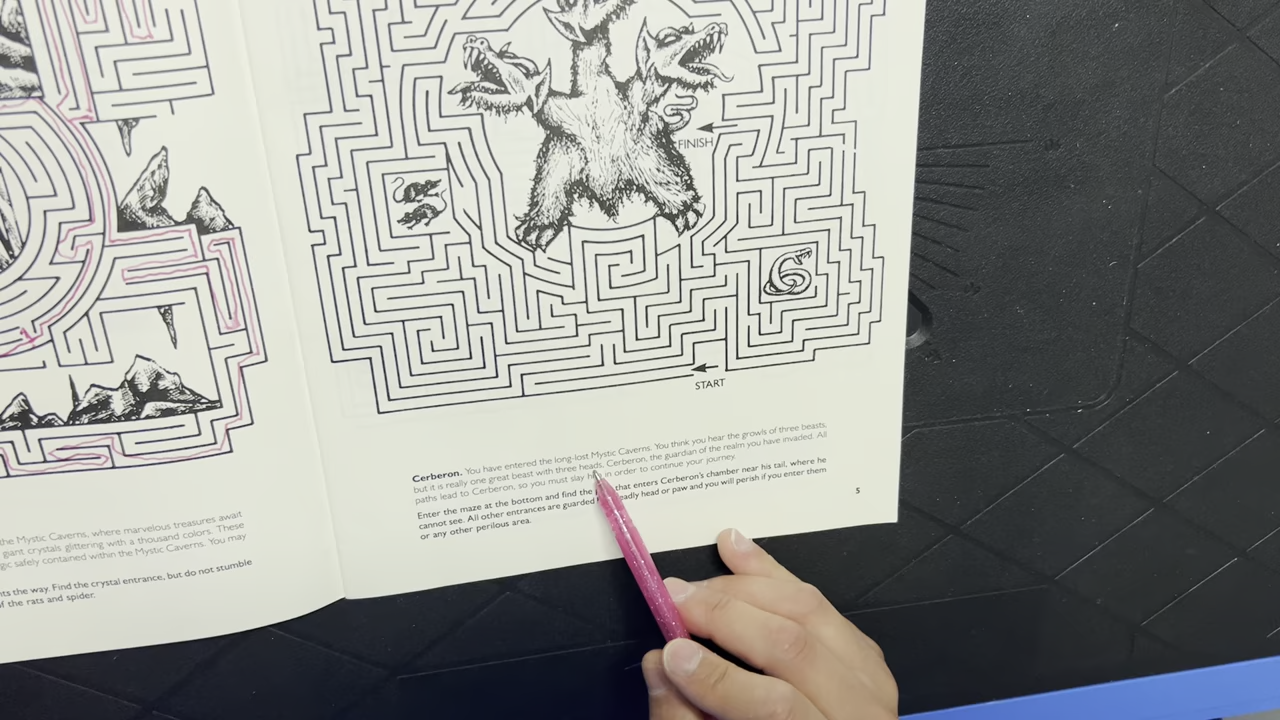 FINISH
START
Cerberon. You have entered the long-lost Mystic Caverns. You think you hear the growls of three beasts,
but it is really one great beast with three heads, Cerberon, the guardian of the realm you have invaded. All
paths lead to Cerberon, so you must slay in order to continue your journey.
Enter the maze at the bottom and find the that enters Cerberon's chamber near his tail, where he
cannot see. All other entrances are guarded deadly head or paw and you will perish if you enter them
or any other perilous area.
5
the Mystic Caverns, where marvelous treasures await
giant crystals glittering with a thousand colors. These
gic safely contained within the Mystic Caverns. You may
nts the way. Find the crystal entrance, but do not stumble
of the rats and spider.